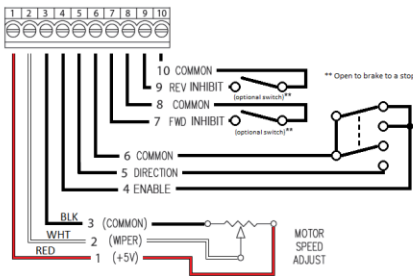 1 2 3 4 5 6 7 8 9 10
10 COMMON
** Open to brake to a stop
9 REV INHIBIT
(optional switch)**
8 COMMON
7 FWD INHIBIT
(optional switch)**
6 COMMON
5 DIRECTION
4 ENABLE
BLK 3 (COMMON)
WHT 2 (WIPER)
RED 1 (+5V)
MOTOR
SPEED
ADJUST